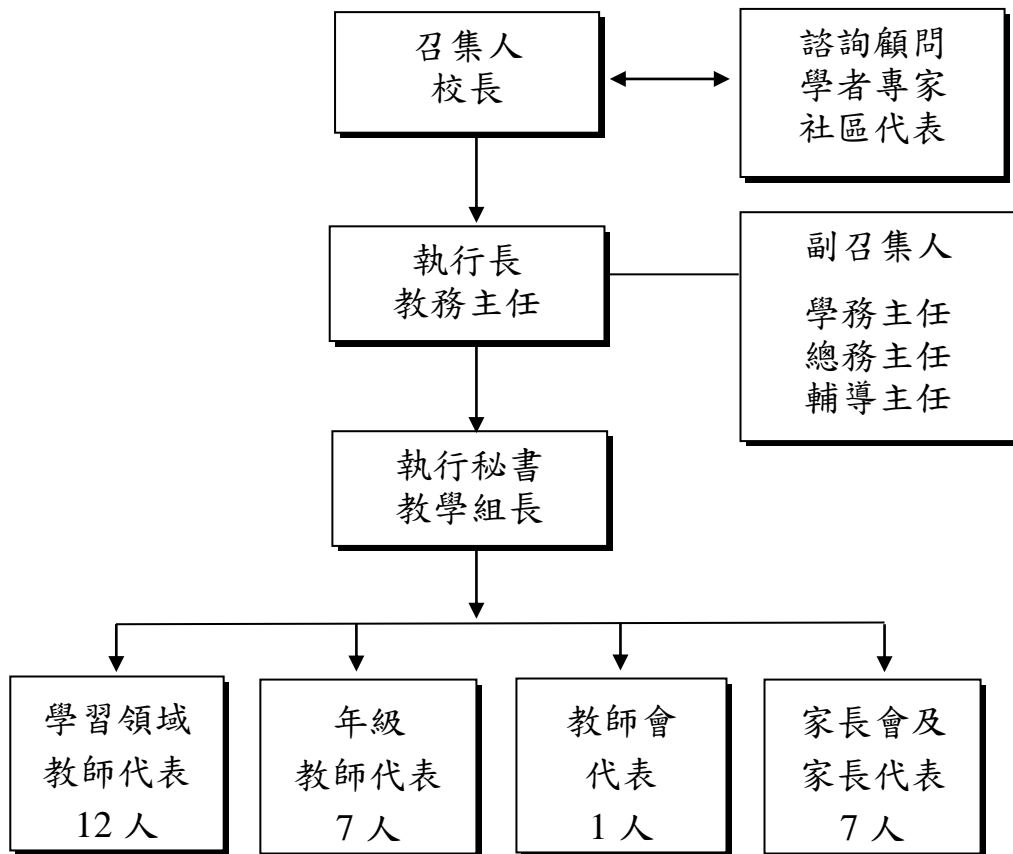 召集人
校長
諮詢顧問
學者專家
社區代表
執行長
教務主任
副召集人
學務主任
總務主任
輔導主任
執行秘書
教學組長
學習領域
教師代表
12 人
年級
教師代表
7 人
教師會
代表
1 人
家長會及
家長代表
7 人